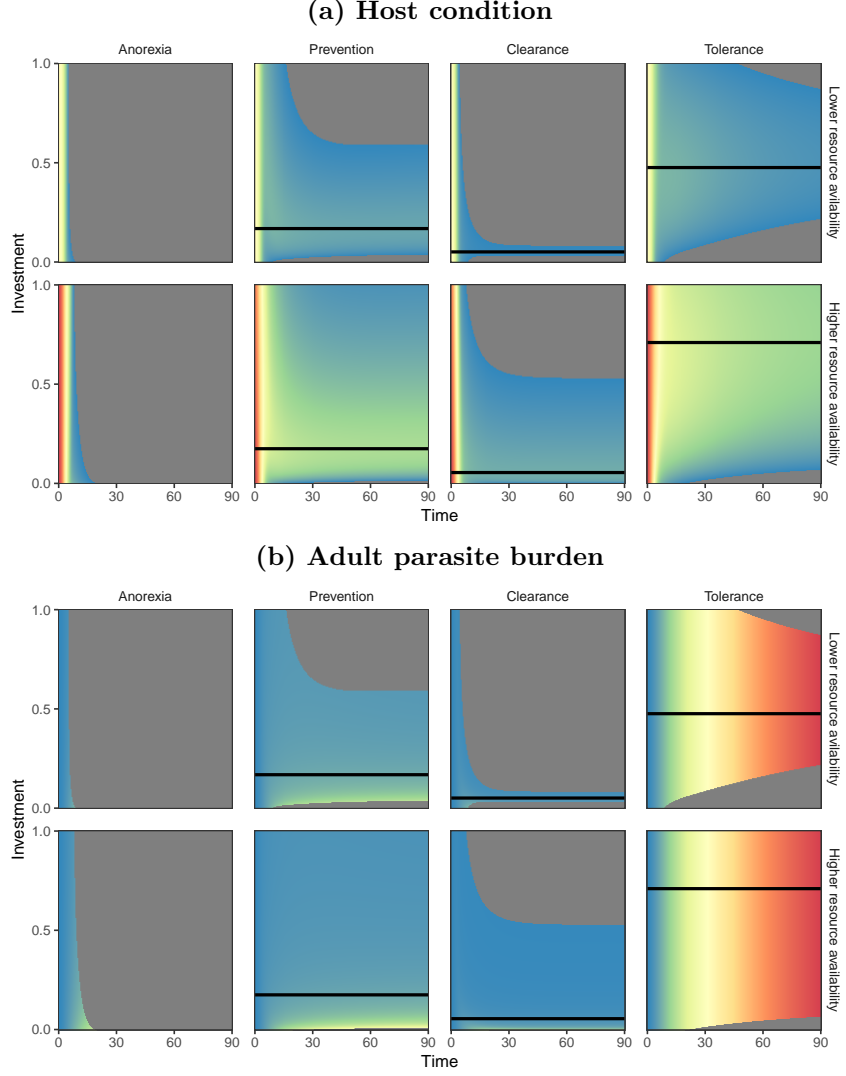 (a) Host condition
Anorexia Prevention Clearance Tolerance
1.0
0.5
0.0
Lower resource avilability
Investment
1.0
0.5
0.0
Higher resource availability
0 30 60 90 0 30 60 90 0 30 60 90 0 30 60 90
Time
(b) Adult parasite burden
Anorexia Prevention Clearance Tolerance
1.0
0.5
0.0
Lower resource avilability
Investment
1.0
0.5
0.0
Higher resource availability
0 30 60 90 0 30 60 90 0 30 60 90 0 30 60 90
Time